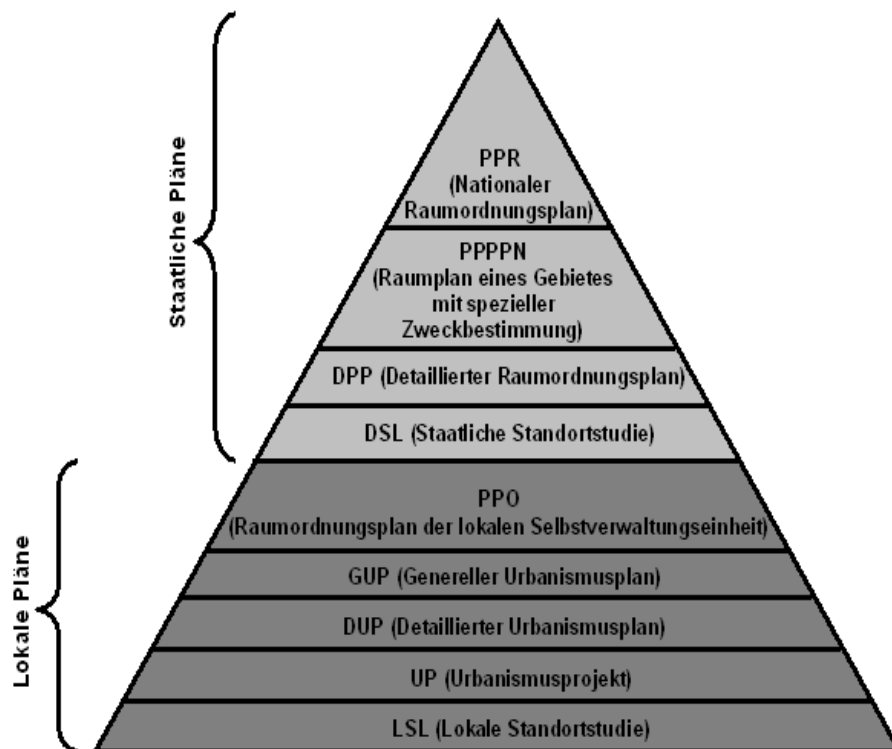 Staatliche Pläne
PPR
(Nationaler
Raumordnungsplan)
PPPPN
(Raumplan eines Gebietes
mit spezieller
Zweckbestimmung)
DPP (Detaillierter Raumordnungsplan)
DSL (Staatliche Standortstudie)
Lokale Pläne
PPO
(Raumordnungsplan der lokalen Selbstverwaltungseinheit)
GUP (Genereller Urbanismusplan)
DUP (Detaillierter Urbanismusplan)
UP (Urbanismusprojekt)
LSL (Lokale Standortstudie)